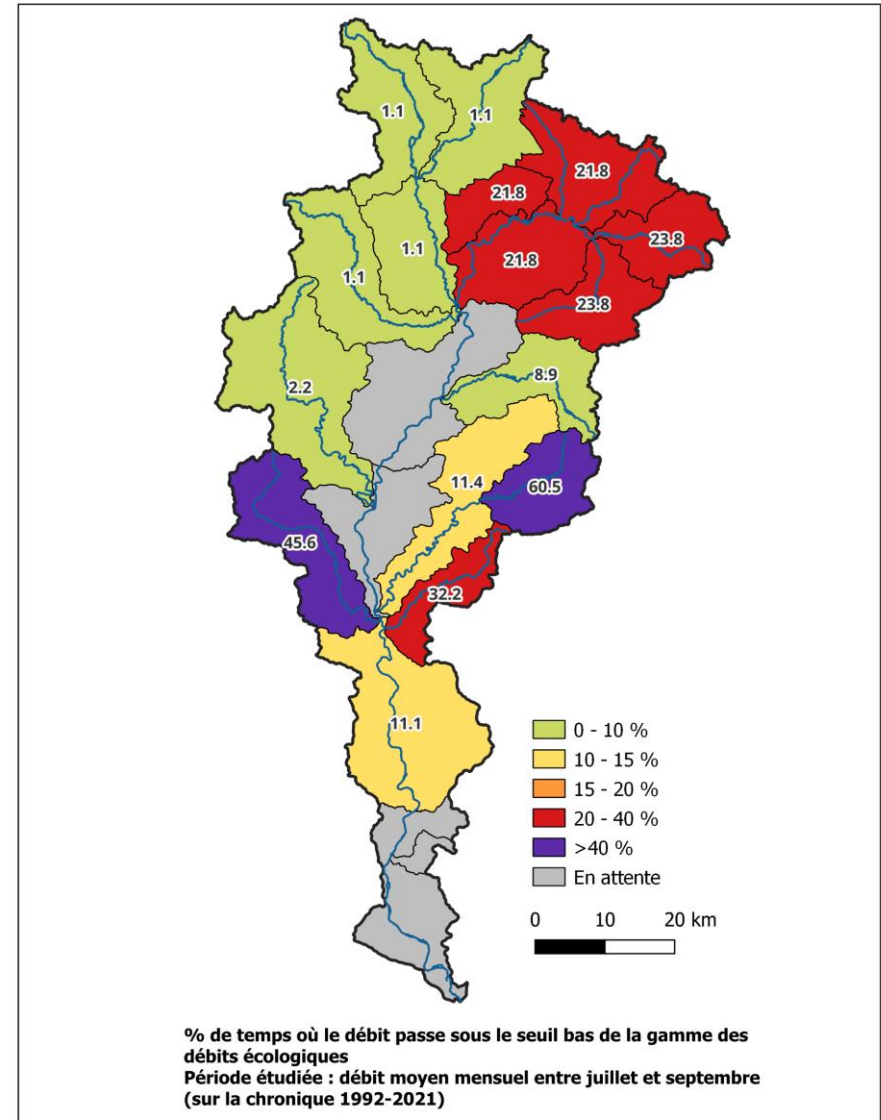 1.1
1.1
21.8
21.8
23.8
1.1
21.8
1.1
23.8
8.9
2.2
11.4
60.5
45.6
32.2
11.1
0 - 10 %
10 - 15 %
15 - 20 %
20 - 40 %
>40 %
En attente
0 10 20 km
% de temps où le débit passe sous le seuil bas de la gamme des
débits écologiques
Période étudiée : débit moyen mensuel entre juillet et septembre
(sur la chronique 1992-2021)